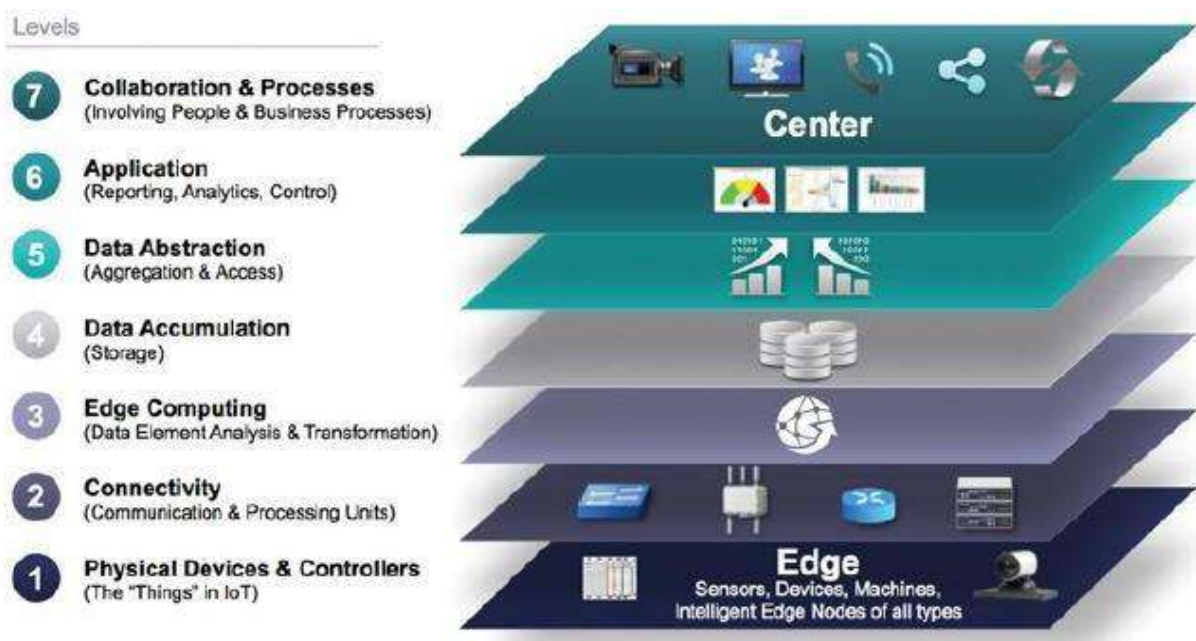 Levels
7
Collaboration & Processes
(Involving People & Business Processes)
6
Application
(Reporting, Analytics, Control)
5
Data Abstraction
(Aggregation & Access)
4
Data Accumulation
(Storage)
3
Edge Computing
(Data Element Analysis & Transformation)
2
Connectivity
(Communication & Processing Units)
1
Physical Devices & Controllers
(The "Things" in IoT)
Center
Edge
Sensors, Devices, Machines,
Intelligent Edge Nodes of all types